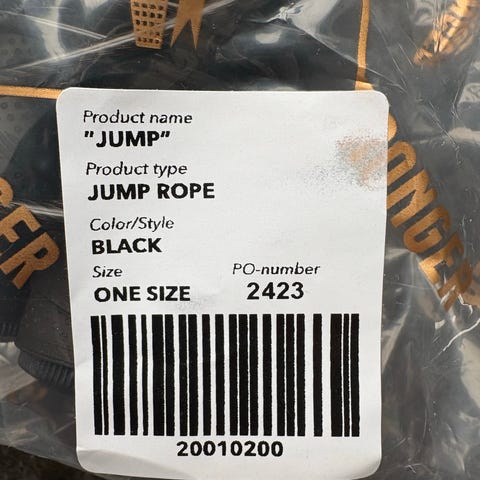 Product name
"JUMP"
Product type
JUMP ROPE
Color/Style
BLACK
Size
ONE SIZE
PO-number
2423
20010200